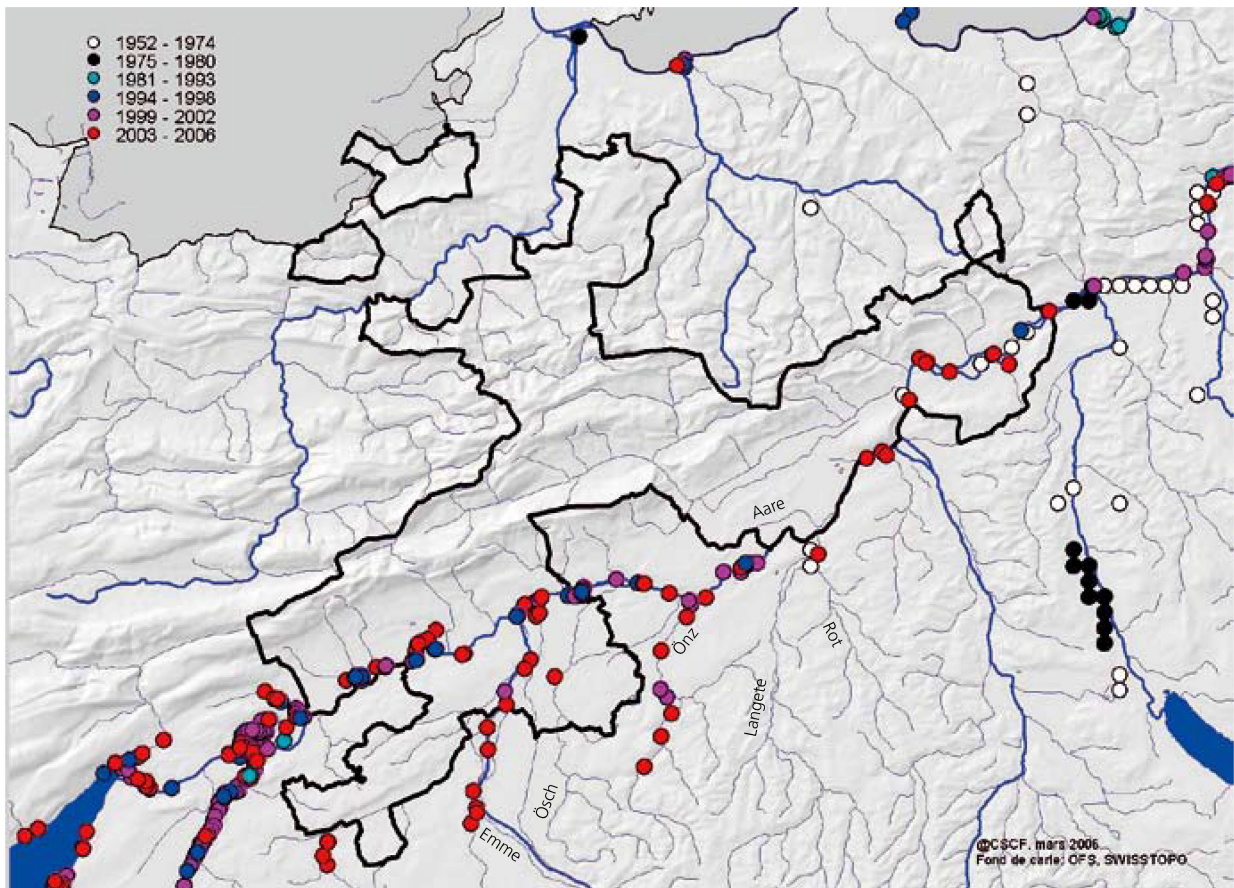 1952 - 1974
1975 - 1980
1981 - 1993
1994 - 1998
1999 - 2002
2003 - 2006
Aare
Önz
Rot
Langete
Ösch
Emme
@CSCF. mars 2006
Fond de carte: OFS, SWISSTOPO